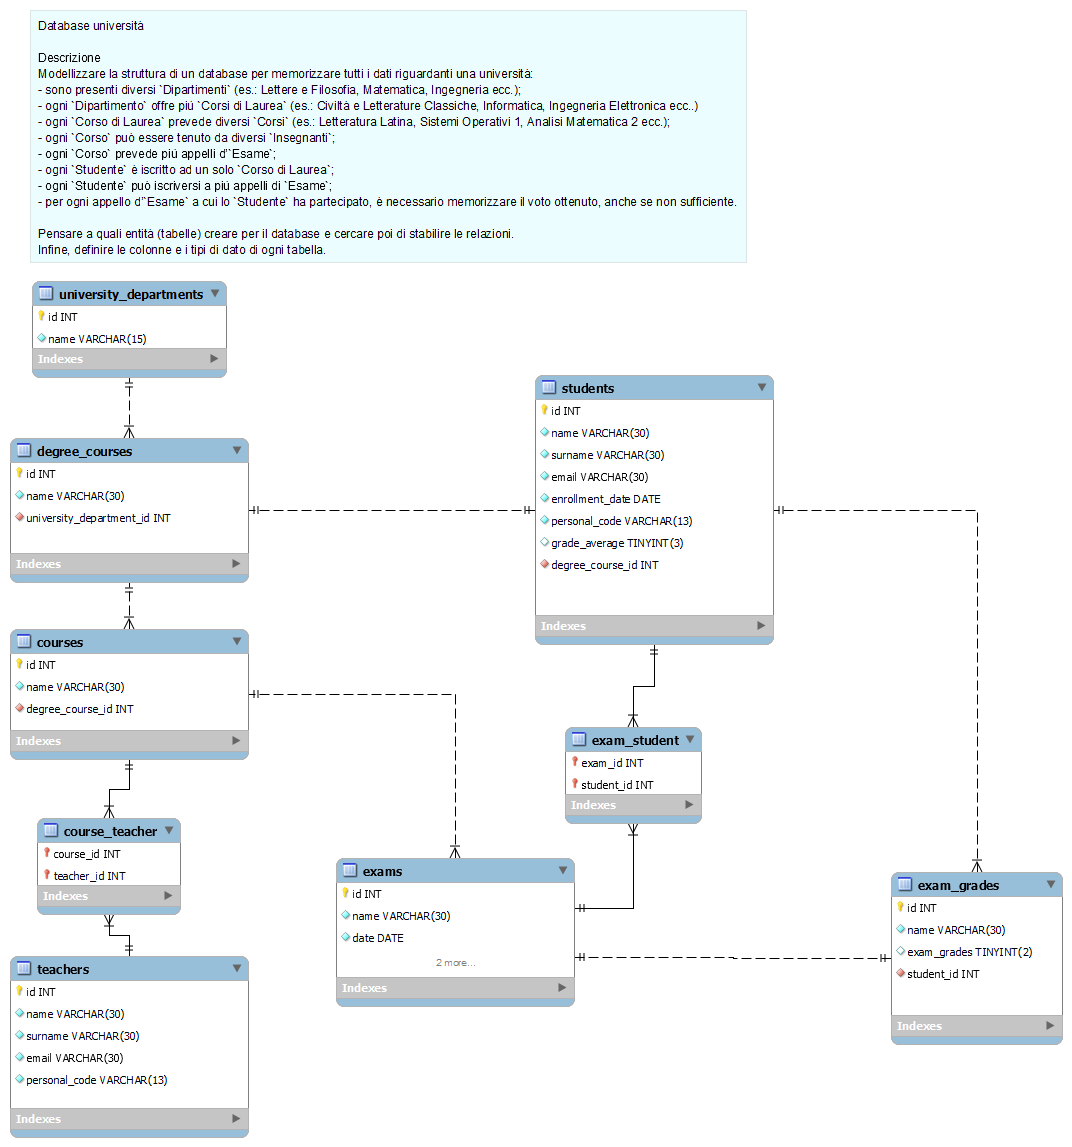 Database università
Descrizione
Modellizzare la struttura di un database per memorizzare tutti i dati riguardanti una università:
- sono presenti diversi `Dipartimenti` (es.: Lettere e Filosofia, Matematica, Ingegneria ecc.);
- ogni `Dipartimento` offre più `Corsi di Laurea` (es.: Civiltà e Letterature Classiche, Informatica, Ingegneria Elettronica ecc..)
- ogni `Corso di Laurea` prevede diversi `Corsi` (es.: Letteratura Latina, Sistemi Operativi 1, Analisi Matematica 2 ecc.);
- ogni `Corso` può essere tenuto da diversi `Insegnanti`;
- ogni `Corso` prevede più appelli d'`Esame`;
- ogni `Studente` è iscritto ad un solo `Corso di Laurea`;
- ogni `Studente` può iscriversi a più appelli di `Esame`;
- per ogni appello d'`Esame` a cui lo `Studente` ha partecipato, è necessario memorizzare il voto ottenuto, anche se non sufficiente.
Pensare a quali entità (tabelle) creare per il database e cercare poi di stabilire le relazioni.
Infine, definire le colonne e i tipi di dato di ogni tabella.
university_departments
id INT
name VARCHAR(15)
Indexes
degree_courses
id INT
name VARCHAR(30)
university_department_id INT
Indexes
students
id INT
name VARCHAR(30)
surname VARCHAR(30)
email VARCHAR(30)
enrollment_date DATE
personal_code VARCHAR(13)
grade_average TINYINT(3)
degree_course_id INT
Indexes
courses
id INT
name VARCHAR(30)
degree_course_id INT
Indexes
exam_student
exam_id INT
student_id INT
Indexes
course_teacher
course_id INT
teacher_id INT
Indexes
exams
id INT
name VARCHAR(30)
date DATE
2 more...
Indexes
exam_grades
id INT
name VARCHAR(30)
exam_grades TINYINT(2)
student_id INT
Indexes
teachers
id INT
name VARCHAR(30)
surname VARCHAR(30)
email VARCHAR(30)
personal_code VARCHAR(13)
Indexes